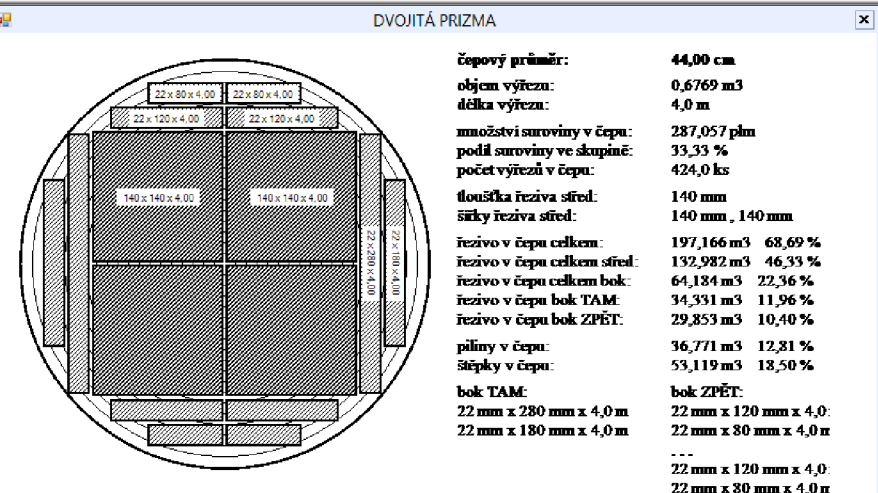 DVOJITÁ PRIZMA
22 x 80 x 4,00 22 x 80 x 4,00
22 x 120 x 4,00 22 x 120 x 4,00
140 x 140 x 4,00 140 x 140 x 4,00
22 x 280 x 4,00
22 x 180 x 4,00
čepový průměr: 44,00 cm
objem výřezu: 0,6769 m3
délka výřezu: 4,0 m
množství suroviny v čepu: 287,057 plm
podíl suroviny ve skupině: 33,33 %
počet výřezů v čepu: 424,0 ks
tloušťka řeziva střed: 140 mm
šířky řeziva střed: 140 mm , 140 mm
řezivo v čepu celkem: 197,166 m3 68,69 %
řezivo v čepu celkem střed: 132,982 m3 46,33 %
řezivo v čepu celkem bok: 64,184 m3 22,36 %
řezivo v čepu bok TAM: 34,331 m3 11,96 %
řezivo v čepu bok ZPĚT: 29,853 m3 10,40 %
piliny v čepu: 36,771 m3 12,81 %
štěpky v čepu: 53,119 m3 18,50 %
bok TAM: bok ZPĚT:
22 mm x 280 mm x 4,0 m 22 mm x 120 mm x 4,0
22 mm x 180 mm x 4,0 m 22 mm x 80 mm x 4,0 m
- - -
22 mm x 120 mm x 4,0
22 mm x 80 mm x 4,0 m